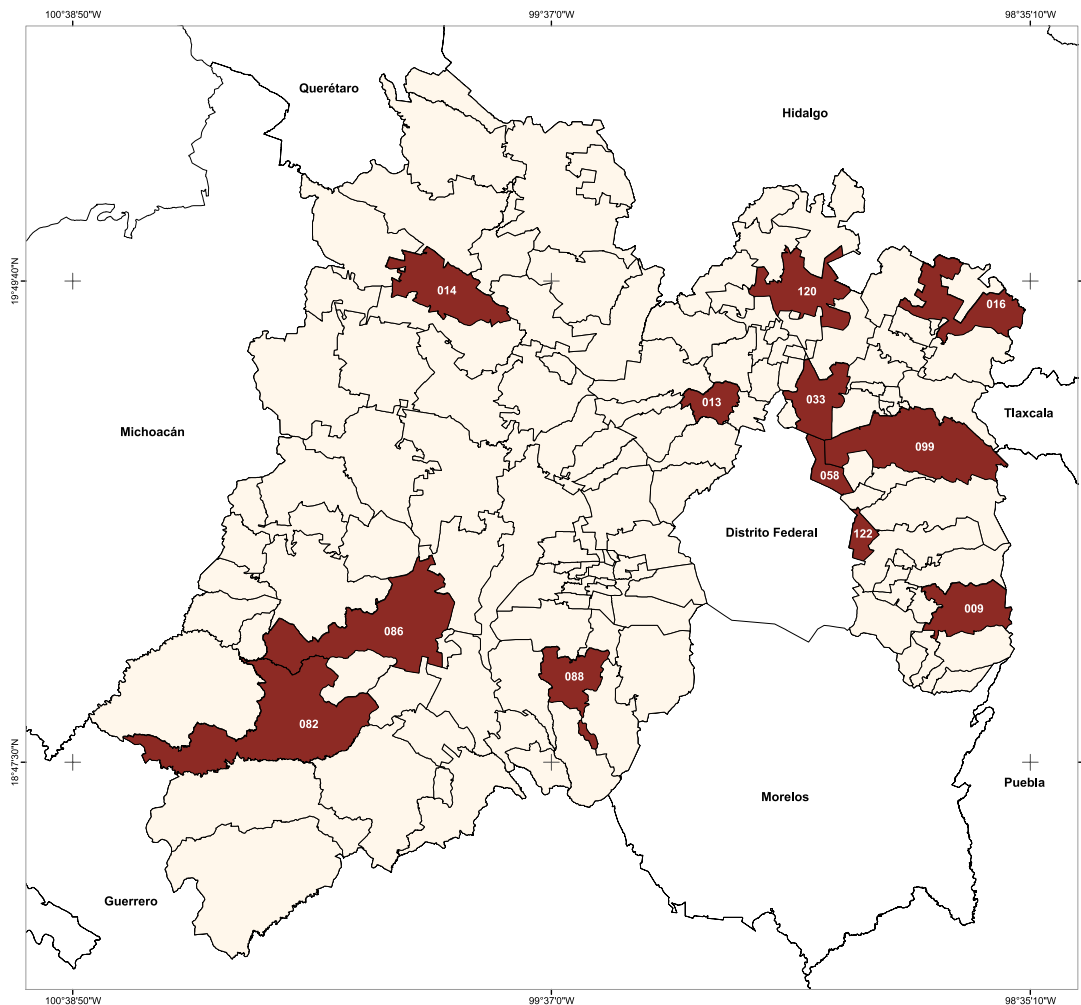 100°38'50"W 99°37'0"W 98°35'10"W
Querétaro
Hidalgo
19°49'40"N
014
120
016
013
033
Tlaxcala
Michoacán
099
058
Distrito Federal
122
009
086
088
082
18°47'30"N
Puebla
Morelos
Guerrero
100°38'50"W 99°37'0"W 98°35'10"W